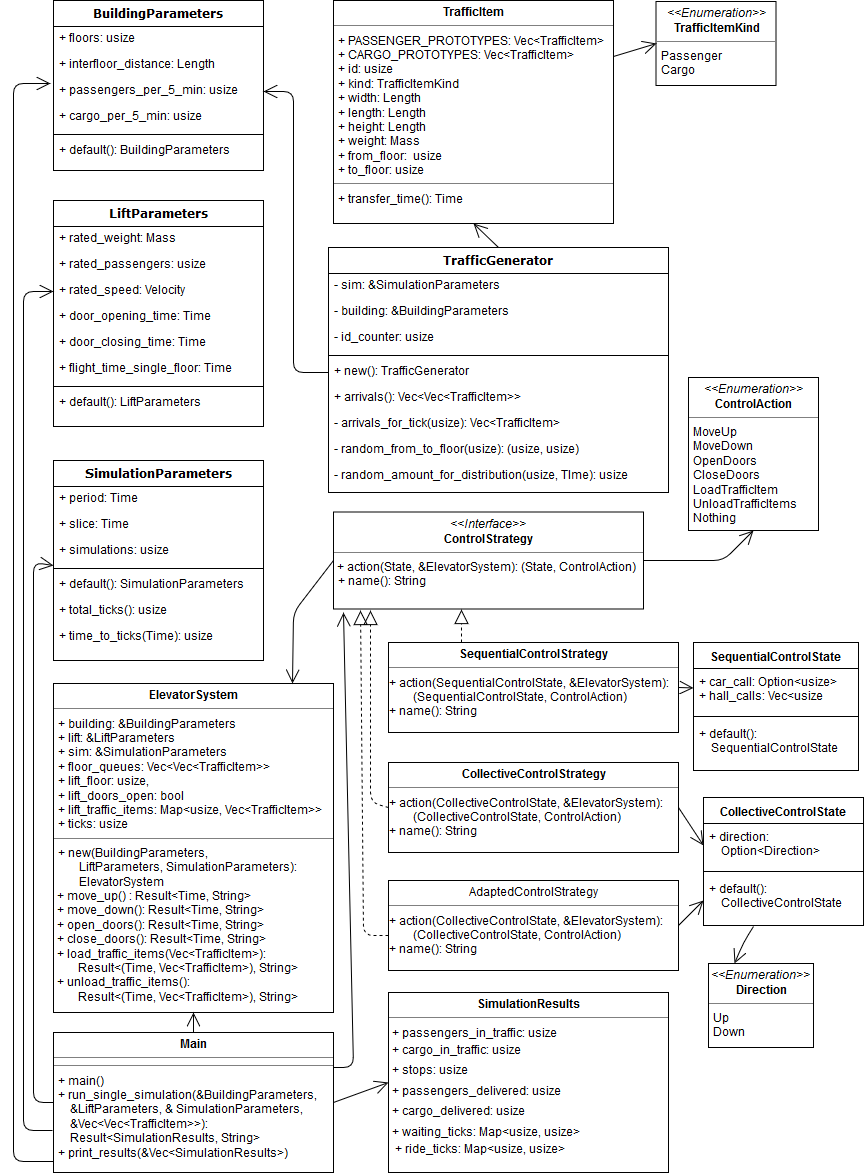 BuildingParameters
+ floors: usize
+ interfloor_distance: Length
+ passengers_per_5_min: usize
+ cargo_per_5_min: usize
+ default(): BuildingParameters
TrafficItem
+ PASSENGER_PROTOTYPES: Vec<TrafficItem>
+ CARGO_PROTOTYPES: Vec<TrafficItem>
+ id: usize
+ kind: TrafficItemKind
+ width: Length
+ length: Length
+ height: Length
+ weight: Mass
+ from_floor:  usize
+ to_floor: usize
+ transfer_time(): Time
<<Enumeration>>
TrafficItemKind
Passenger
Cargo
LiftParameters
+ rated_weight: Mass
+ rated_passengers: usize
+ rated_speed: Velocity
+ door_opening_time: Time
+ door_closing_time: Time
+ flight_time_single_floor: Time
+ default(): LiftParameters
TrafficGenerator
- sim: &SimulationParameters
- building: &BuildingParameters
- id_counter: usize
+ new(): TrafficGenerator
+ arrivals(): Vec<Vec<TrafficItem>>
- arrivals_for_tick(usize): Vec<TrafficItem>
- random_from_to_floor(usize): (usize, usize)
- random_amount_for_distribution(usize, TIme): usize
<<Enumeration>>
ControlAction
MoveUp
MoveDown
OpenDoors
CloseDoors
LoadTrafficItem
UnloadTrafficItems
Nothing
SimulationParameters
+ period: Time
+ slice: Time
+ simulations: usize
+ default(): SimulationParameters
+ total_ticks(): usize
+ time_to_ticks(Time): usize
<<Interface>>
ControlStrategy
+ action(State, &ElevatorSystem): (State, ControlAction)
+ name(): String
SequentialControlStrategy
+ action(SequentialControlState, &ElevatorSystem):
(SequentialControlState, ControlAction)
+ name(): String
SequentialControlState
+ car_call: Option<usize>
+ hall_calls: Vec<usize
+ default():
SequentialControlState
ElevatorSystem
+ building: &BuildingParameters
+ lift: &LiftParameters
+ sim: &SimulationParameters
+ floor_queues: Vec<Vec<TrafficItem>>
+ lift_floor: usize,
+ lift_doors_open: bool
+ lift_traffic_items: Map<usize, Vec<TrafficItem>>
+ ticks: usize
+ new(BuildingParameters,
LiftParameters, SimulationParameters):
ElevatorSystem
+ move_up() : Result<Time, String>
+ move_down(): Result<Time, String>
+ open_doors(): Result<Time, String>
+ close_doors(): Result<Time, String>
+ load_traffic_items(Vec<TrafficItem>):
Result<(Time, Vec<TrafficItem>), String>
+ unload_traffic_items():
Result<(Time, Vec<TrafficItem>), String>
CollectiveControlStrategy
+ action(CollectiveControlState, &ElevatorSystem):
(CollectiveControlState, ControlAction)
+ name(): String
CollectiveControlState
+ direction:
Option<Direction>
+ default():
CollectiveControlState
AdaptedControlStrategy
+ action(CollectiveControlState, &ElevatorSystem):
(CollectiveControlState, ControlAction)
+ name(): String
<<Enumeration>>
Direction
Up
Down
Main
+ main()
+ run_single_simulation(&BuildingParameters,
&LiftParameters, & SimulationParameters,
&Vec<Vec<TrafficItem>>):
Result<SimulationResults, String>
+ print_results(&Vec<SimulationResults>)
SimulationResults
+ passengers_in_traffic: usize
+ cargo_in_traffic: usize
+ stops: usize
+ passengers_delivered: usize
+ cargo_delivered: usize
+ waiting_ticks: Map<usize, usize>
+ ride_ticks: Map<usize, usize>